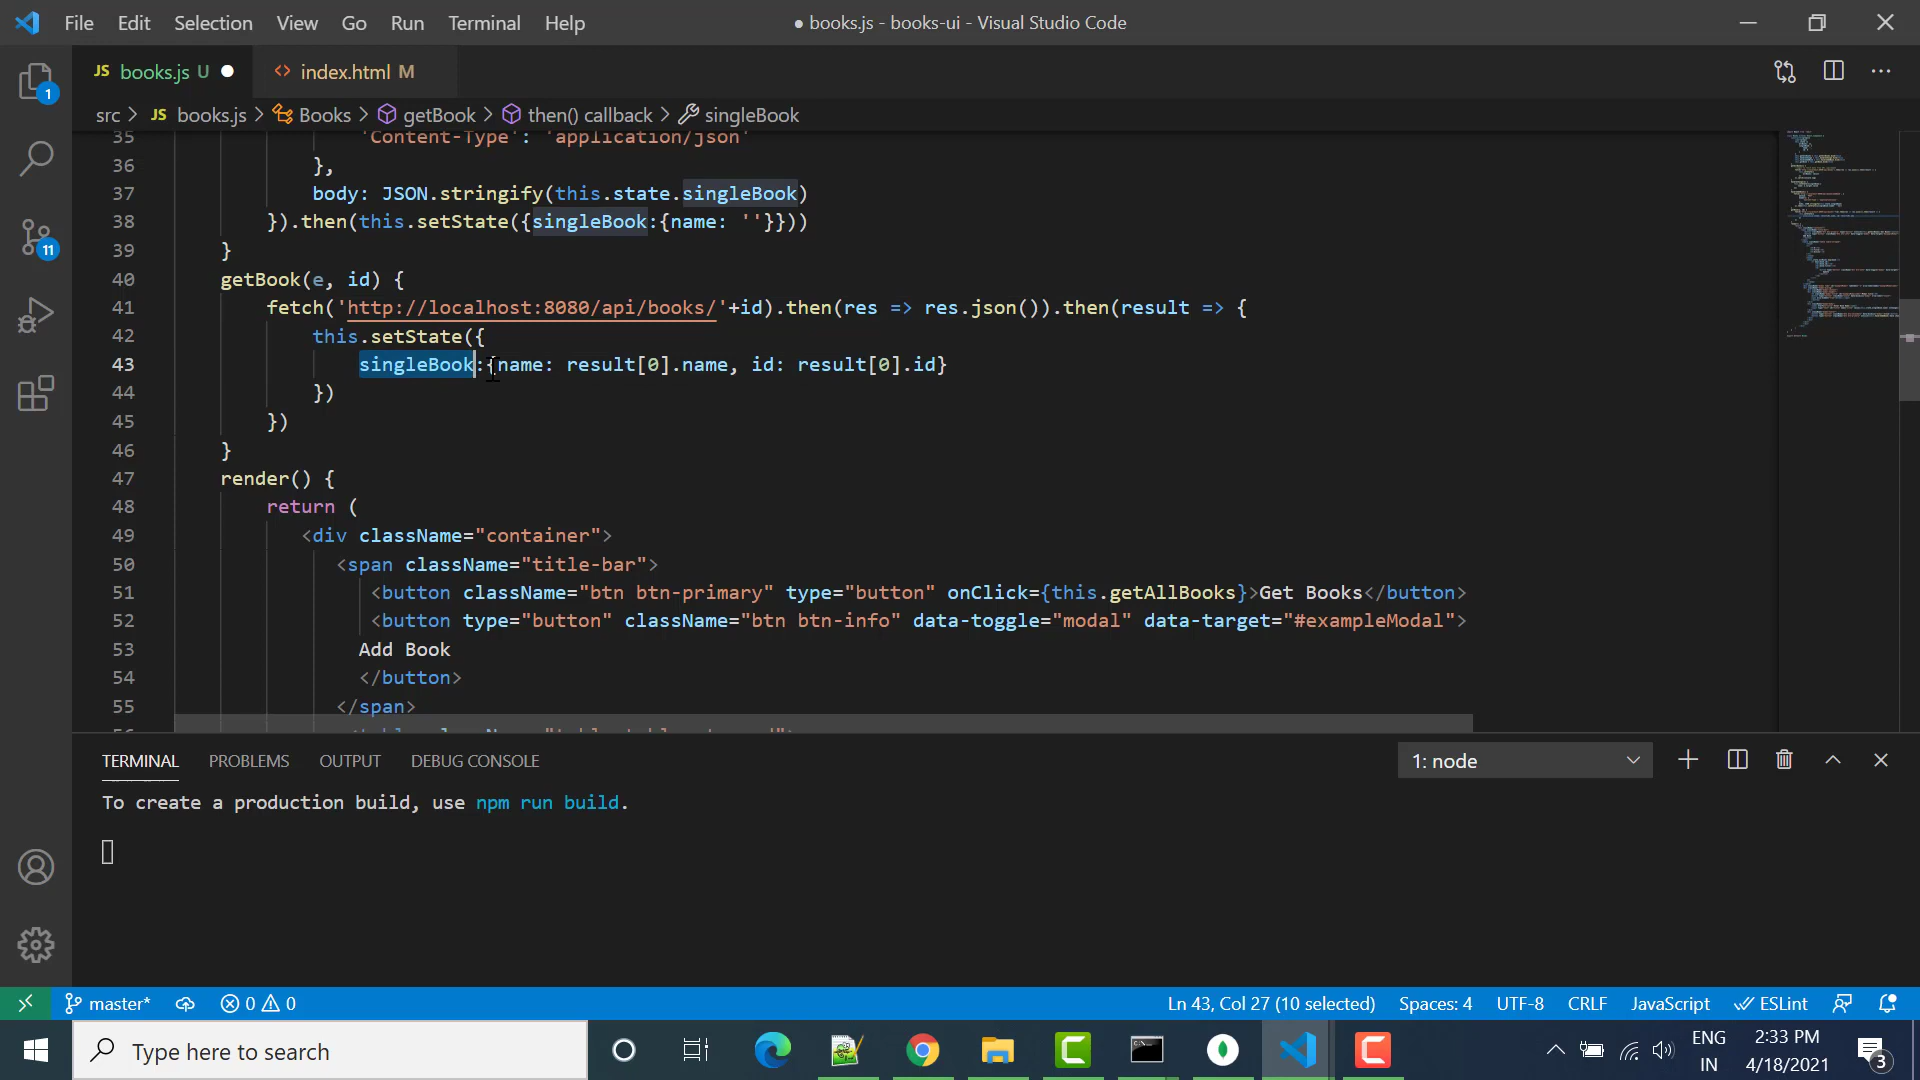 File Edit Selection View Go Run Terminal Help
● books.js - books-ui - Visual Studio Code
JS books.js U ●
<> index.html M
src > JS books.js > Books > getBook > then() callback > singleBook
35 'Content-Type': 'application/json'
36 },
37 body: JSON.stringify(this.state.singleBook)
38 }).then(this.setState({singleBook:{name: ''}}))
39 }
40 getBook(e, id) {
41 fetch('http://localhost:8080/api/books/'+id).then(res => res.json()).then(result => {
42 this.setState({
43 singleBook:{name: result[0].name, id: result[0].id}
44 })
45 })
46 }
47 render() {
48 return (
49 <div className="container">
50 <span className="title-bar">
51 <button className="btn btn-primary" type="button" onClick={this.getAllBooks}>Get Books</button>
52 <button type="button" className="btn btn-info" data-toggle="modal" data-target="#exampleModal">
53 Add Book
54 </button>
55 </span>
TERMINAL PROBLEMS OUTPUT DEBUG CONSOLE
1: node
To create a production build, use npm run build.
1
11
master* 0 0
Ln 43, Col 27 (10 selected) Spaces: 4 UTF-8 CRLF JavaScript ESLint
Type here to search
ENG
IN
2:33 PM
4/18/2021
3